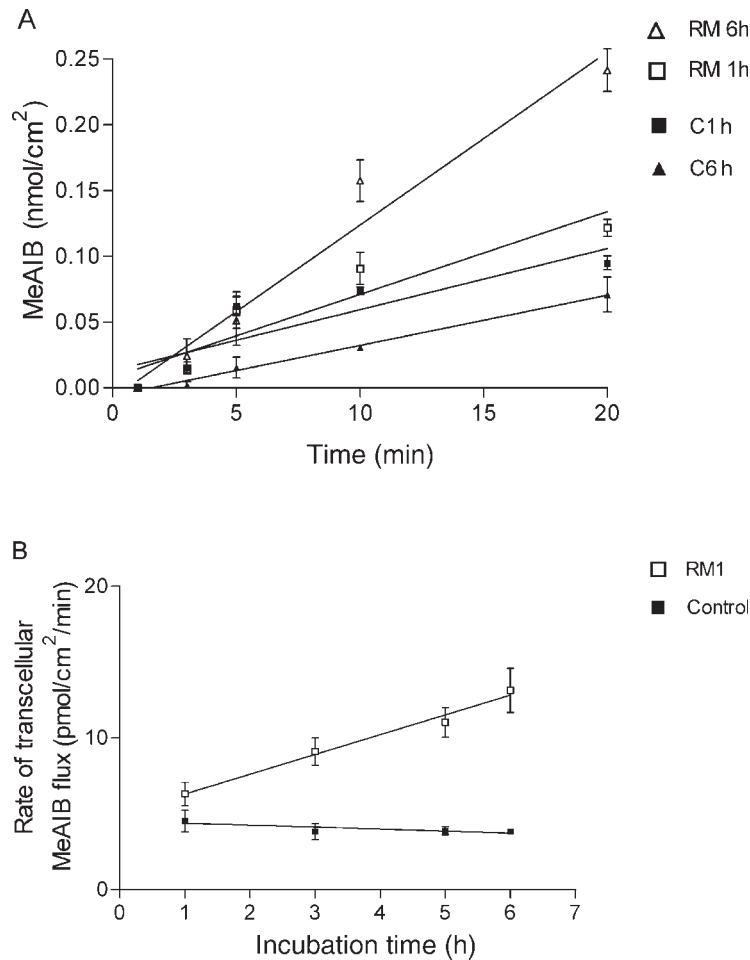 A
RM 6h
RM 1h
C1h
C6h
MeAIB (nmol/cm²)
0.25
0.20
0.15
0.10
0.05
0.00
0
5
10
15
20
Time (min)
B
RM1
Control
Rate of transcellular
MeAIB flux (pmol/cm²/min)
20
10
0
0
1
2
3
4
5
6
7
Incubation time (h)